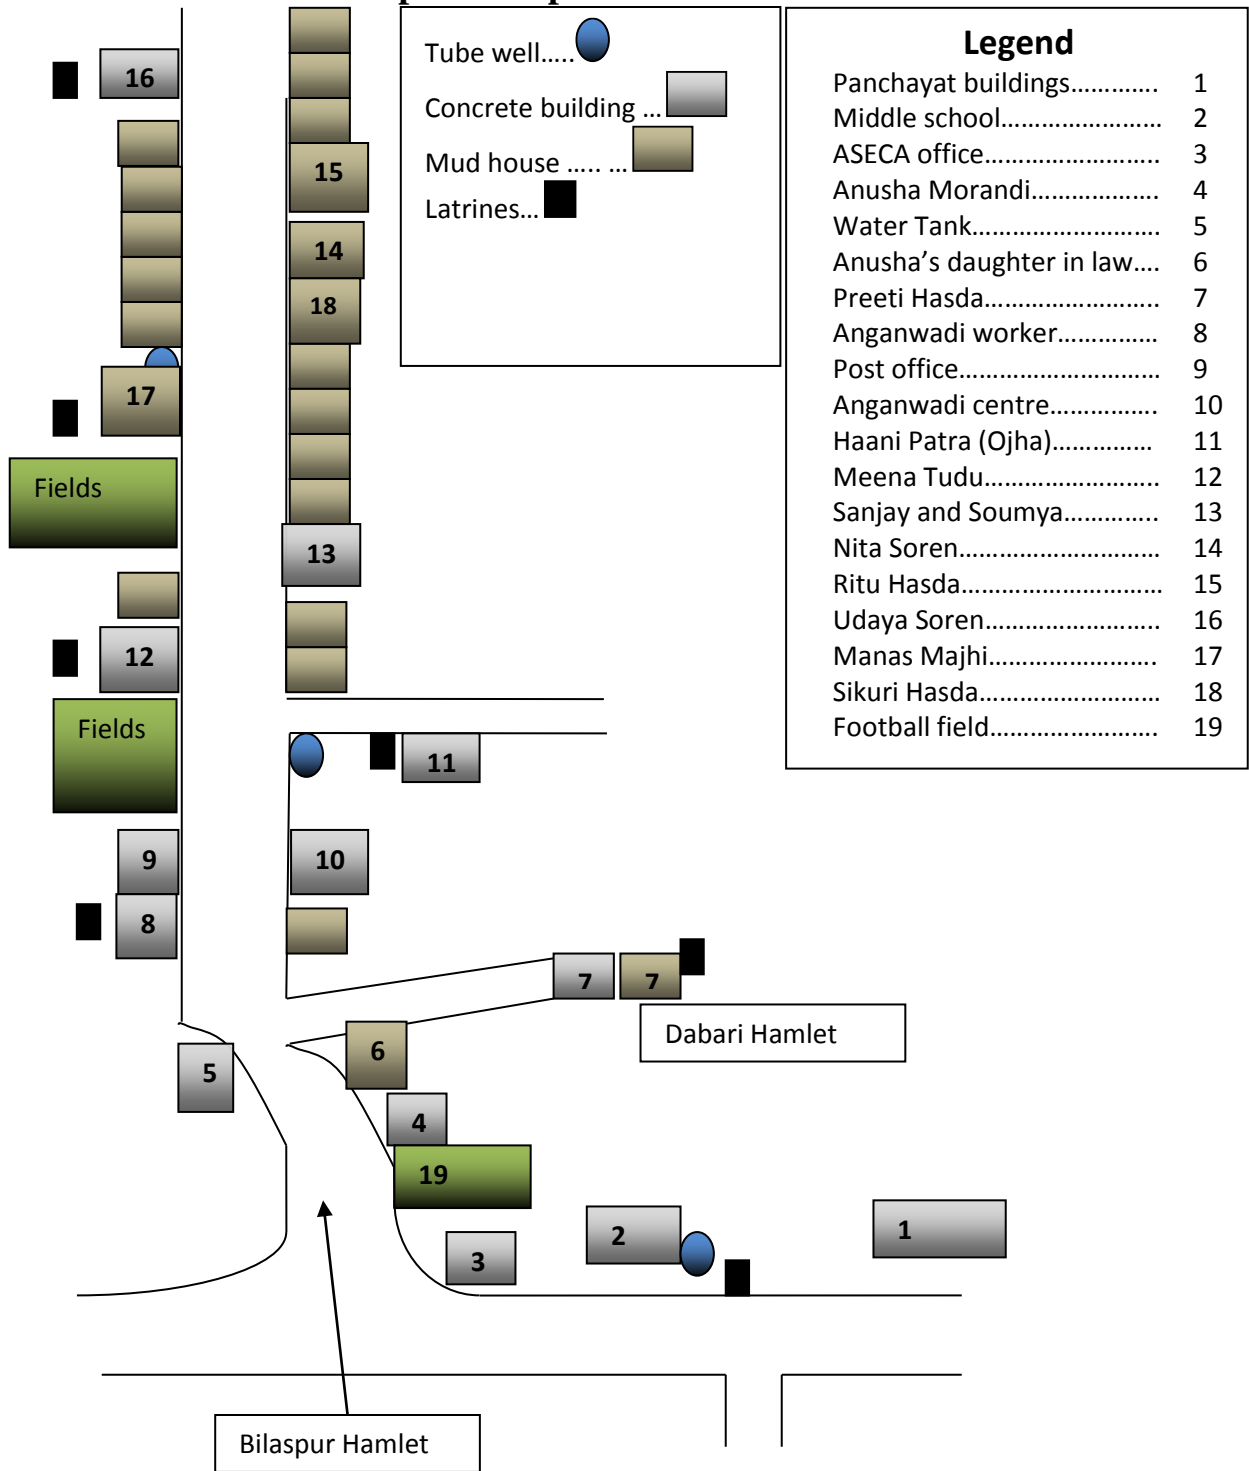 Tube well.....
Concrete building ...
Mud house ..... ...
Latrines...
Legend
Panchayat buildings............. 1
Middle school........................ 2
ASECA office.......................... 3
Anusha Morandi.................... 4
Water Tank............................ 5
Anusha’s daughter in law.... 6
Preeti Hasda.......................... 7
Anganwadi worker............... 8
Post office.............................. 9
Anganwadi centre................ 10
Haani Patra (Ojha)............... 11
Meena Tudu.......................... 12
Sanjay and Soumya.............. 13
Nita Soren.............................. 14
Ritu Hasda.............................. 15
Udaya Soren.......................... 16
Manas Majhi......................... 17
Sikuri Hasda........................... 18
Football field......................... 19
16
15
14
18
17
Fields
13
12
Fields
11
9
10
8
7
7
Dabari Hamlet
6
5
4
19
2
1
3
Bilaspur Hamlet